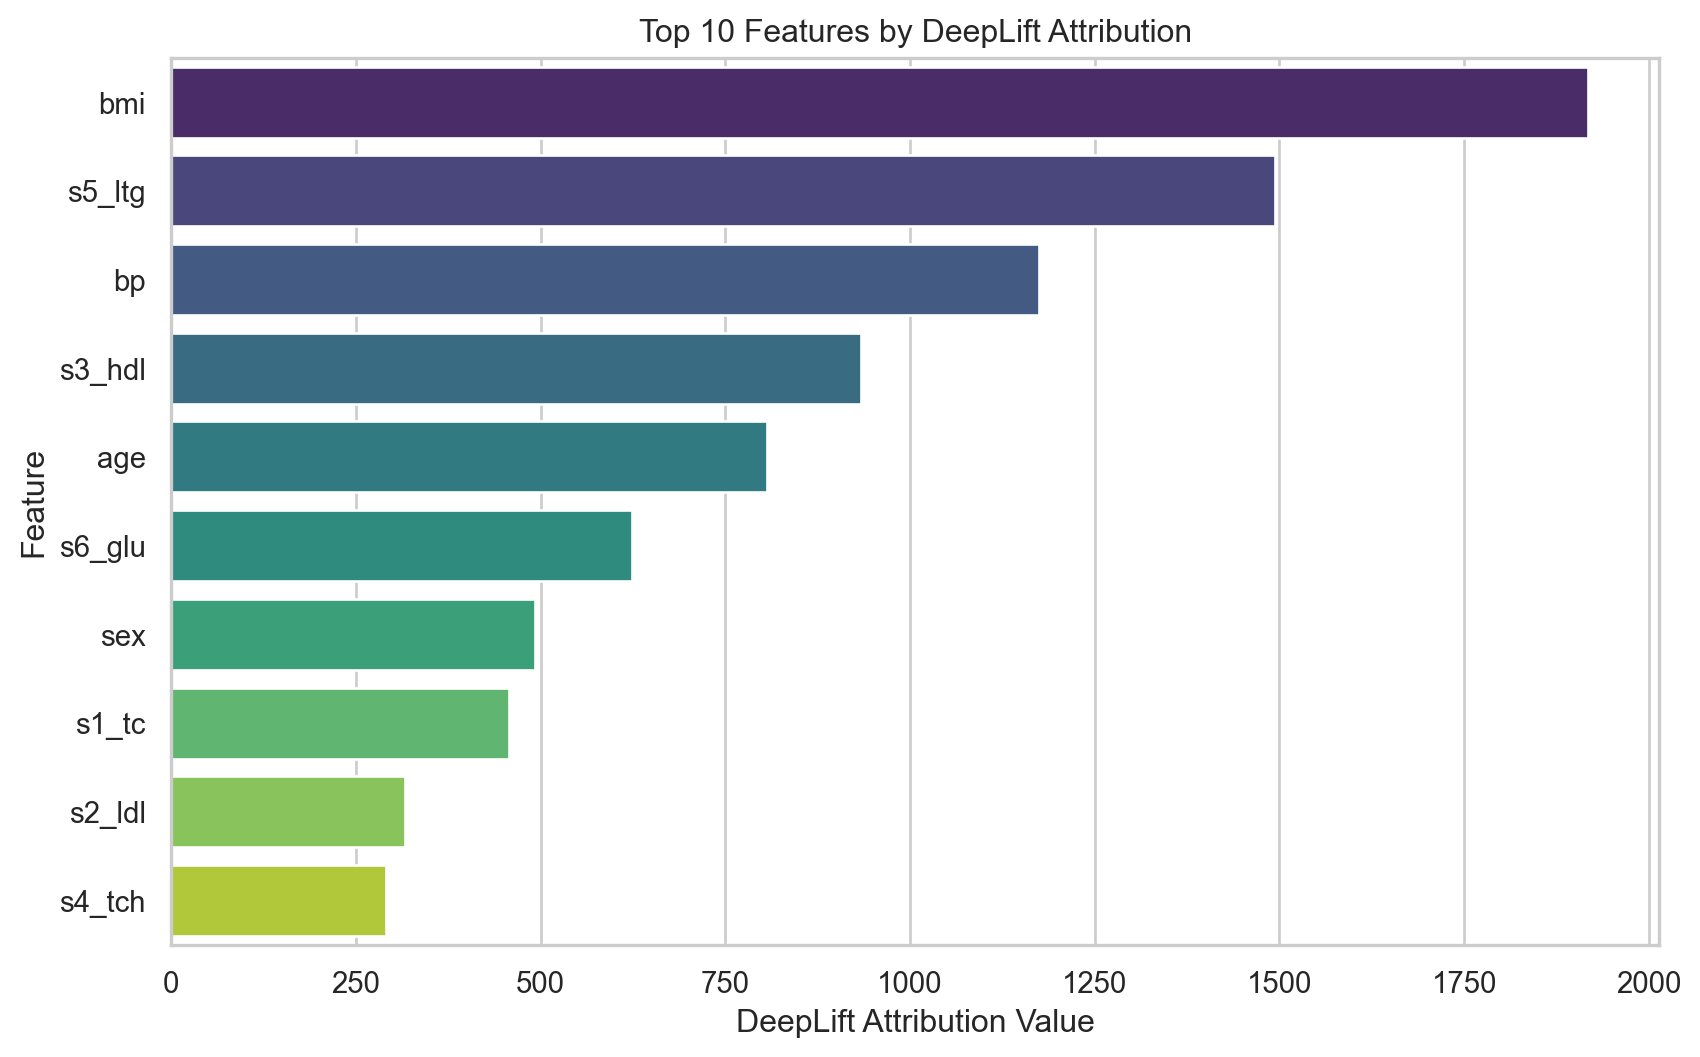 Top 10 Features by DeepLift Attribution
bmi
s5_ltg
bp
s3_hdl
age
s6_glu
sex
s1_tc
s2_ldl
s4_tch
Feature
0 250 500 750 1000 1250 1500 1750 2000
DeepLift Attribution Value